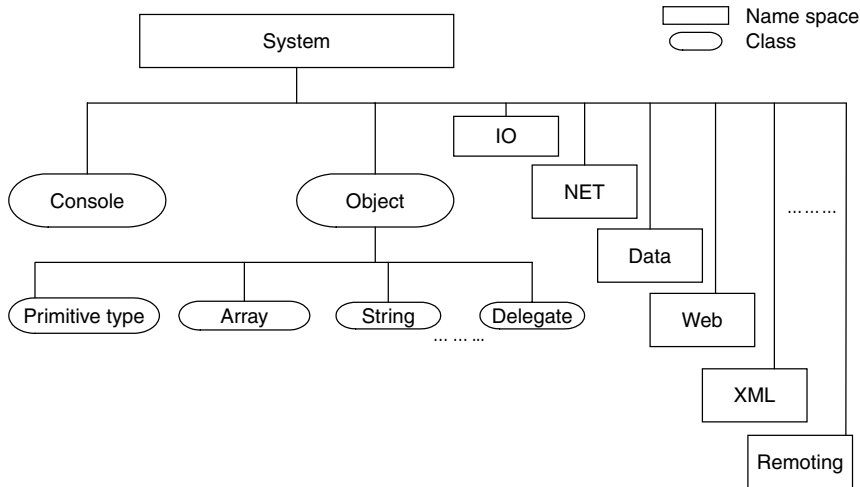 System
Name space
Class
IO
Console
Object
NET
………
Data
Primitive type
Array
String
Delegate
… … …
Web
XML
Remoting